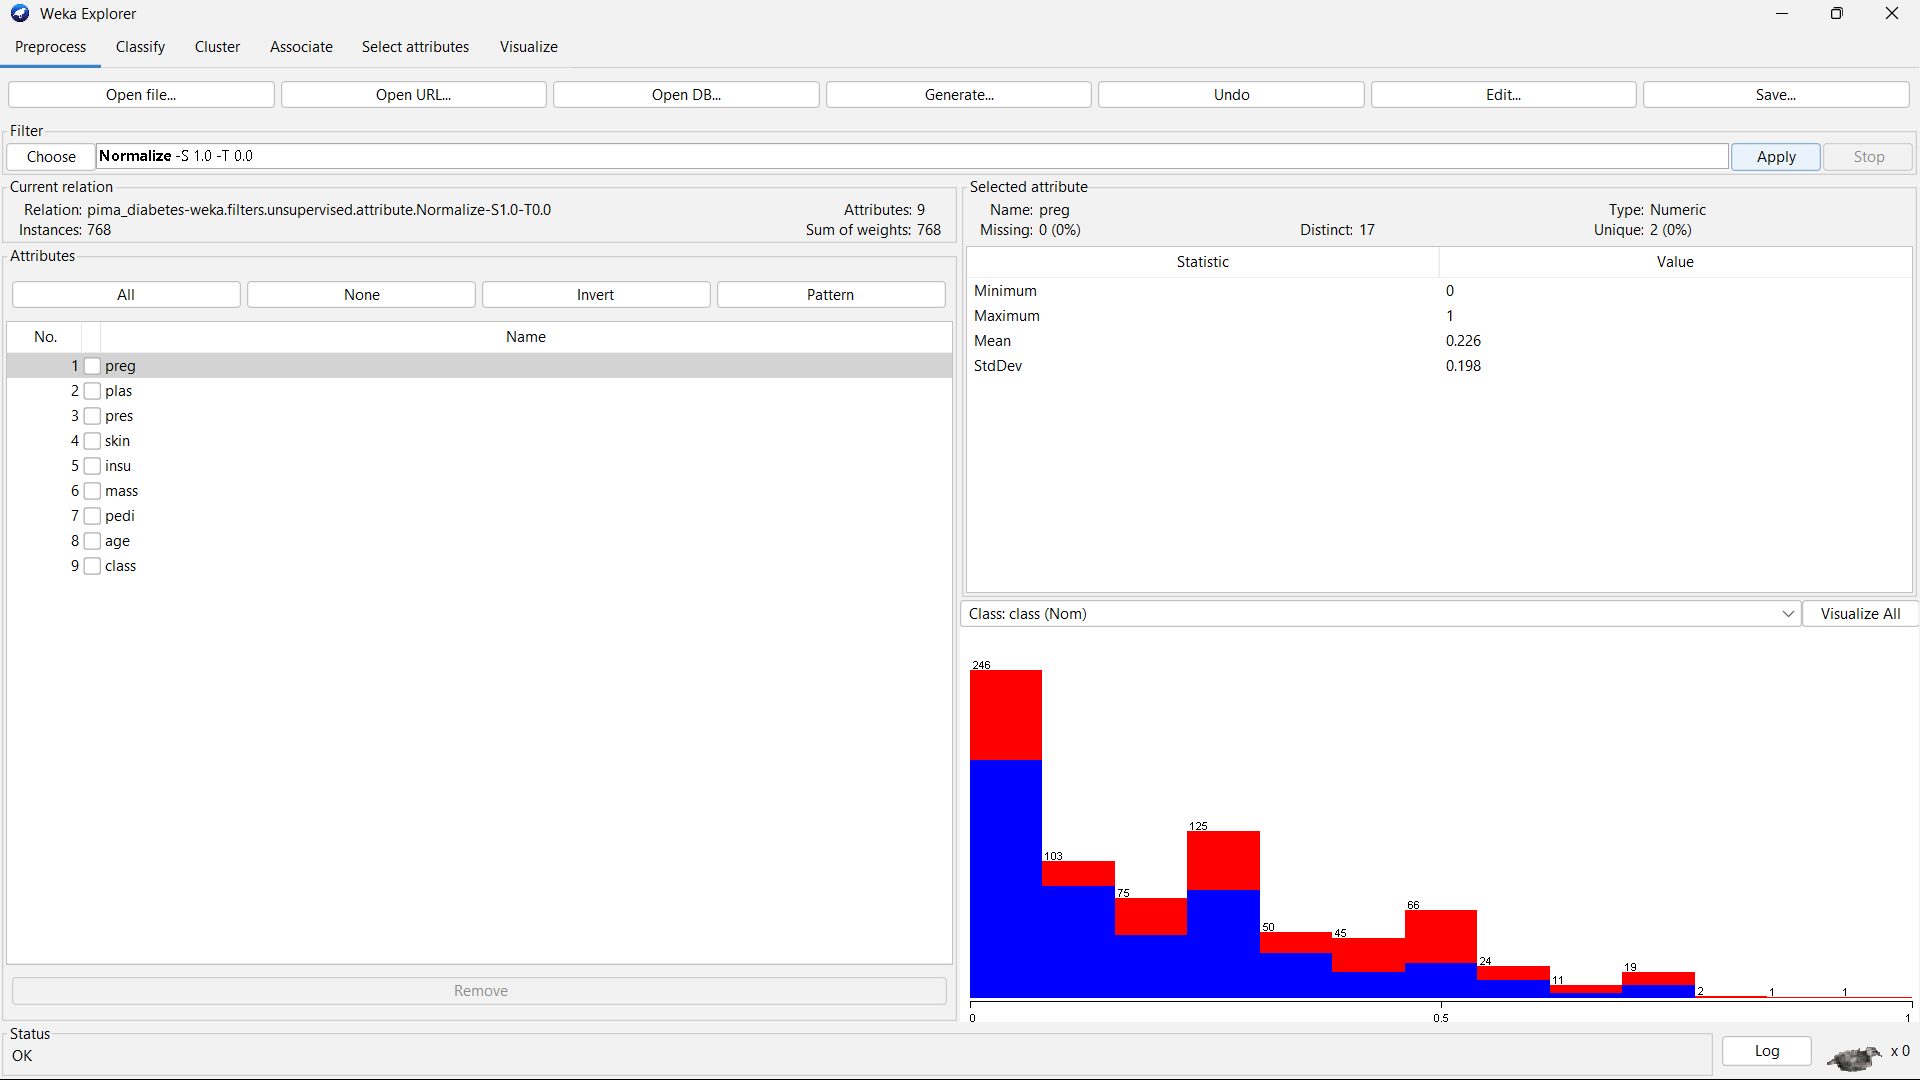 Weka Explorer
Preprocess Classify Cluster Associate Select attributes Visualize
Open file... Open URL... Open DB... Generate... Undo Edit... Save...
Filter
Choose Normalize -S 1.0 -T 0.0 Apply Stop
Current relation
Relation: pima_diabetes-weka.filters.unsupervised.attribute.Normalize-S1.0-T0.0 Attributes: 9
Instances: 768 Sum of weights: 768
Attributes
All None Invert Pattern
No. Name
1 preg
2 plas
3 pres
4 skin
5 insu
6 mass
7 pedi
8 age
9 class
Remove
Selected attribute
Name: preg Type: Numeric
Missing: 0 (0%) Distinct: 17 Unique: 2 (0%)
Statistic Value
Minimum 0
Maximum 1
Mean 0.226
StdDev 0.198
Class: class (Nom) Visualize All
246
125
103
75
66
50
45
24
19
11
2
1
1
0 0.5 1
Status
OK
Log x 0